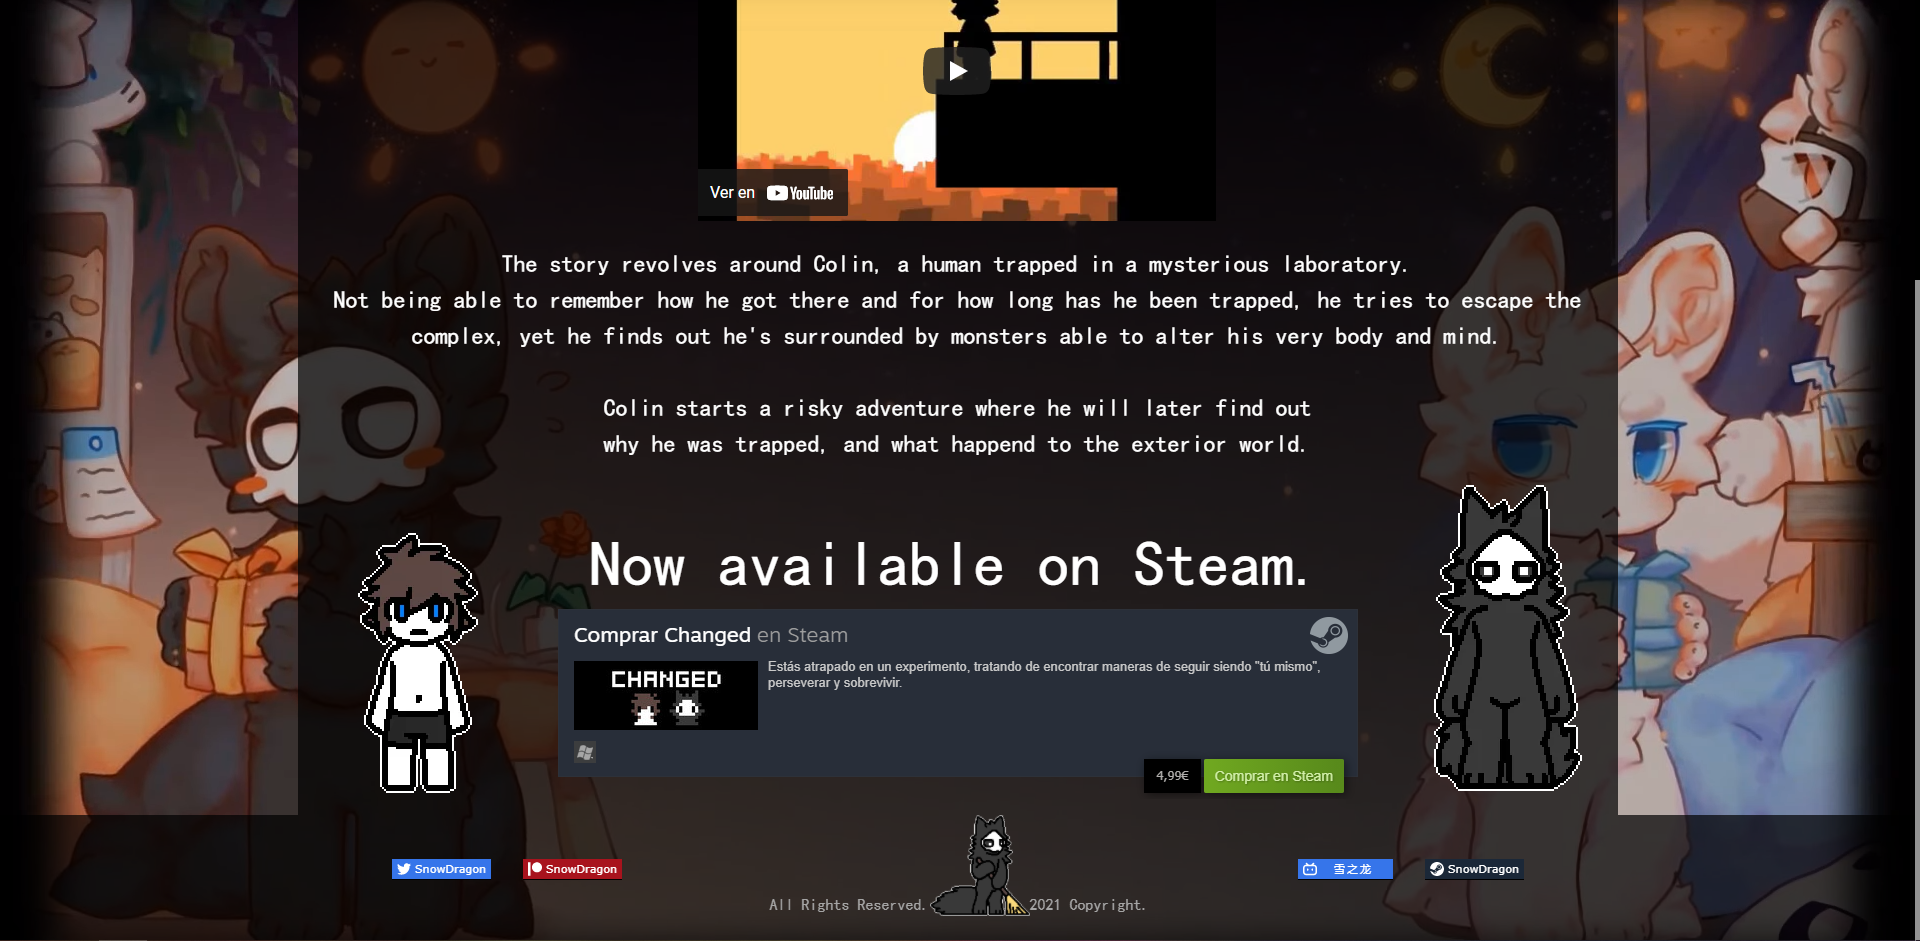 Ver en YouTube
The story revolves around Colin, a human trapped in a mysterious laboratory.
Not being able to remember how he got there and for how long has he been trapped, he tries to escape the
complex, yet he finds out he's surrounded by monsters able to alter his very body and mind.
Colin starts a risky adventure where he will later find out
why he was trapped, and what happend to the exterior world.
Now available on Steam.
Comprar Changed en Steam
CHANGED
Estás atrapado en un experimento, tratando de encontrar maneras de seguir siendo "tú mismo",
perseverar y sobrevivir.
4,99€ Comprar en Steam
SnowDragon SnowDragon 雪之龙 SnowDragon
All Rights Reserved. 2021 Copyright.